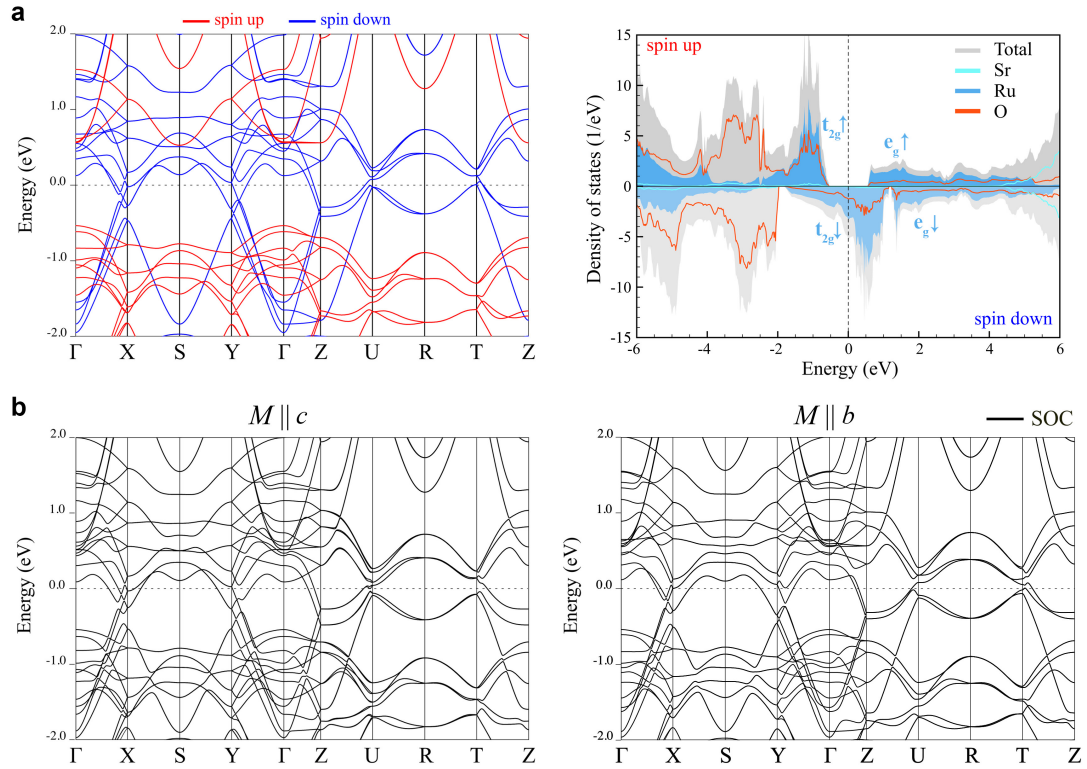 a
spin up spin down
2.0
1.0
0.0
-1.0
-2.0
Energy (eV)
Γ X S Y Γ Z U R T Z
spin up
Total
Sr
Ru
O
t2g↑
eg↑
t2g↓
eg↓
spin down
15
10
5
0
-5
-10
-15
Density of states (1/eV)
-6 -4 -2 0 2 4 6
Energy (eV)
b
M || c
2.0
1.0
0.0
-1.0
-2.0
Energy (eV)
Γ X S Y Γ Z U R T Z
M || b
SOC
2.0
1.0
0.0
-1.0
-2.0
Energy (eV)
Γ X S Y Γ Z U R T Z